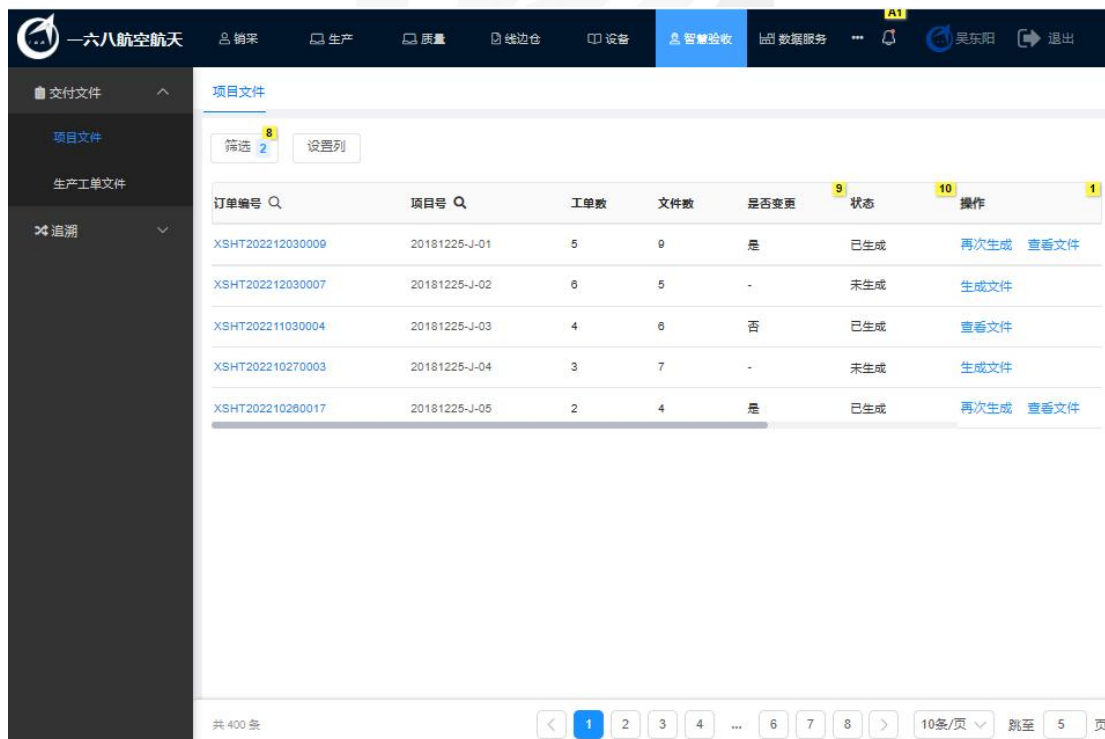 A1
一六八航空航天 销采 生产 质量 线边仓 设备 智慧验收 数据服务 ··· 吴东阳 退出
交付文件 项目文件
项目文件
生产工单文件
追溯
8
筛选 2 设置列
9 10 1
订单编号 项目号 工单数 文件数 是否变更 状态 操作
XSHT202212030009 20181225-J-01 5 9 是 已生成 再次生成 查看文件
XSHT202212030007 20181225-J-02 6 5 - 未生成 生成文件
XSHT202211030004 20181225-J-03 4 6 否 已生成 查看文件
XSHT202210270003 20181225-J-04 3 7 - 未生成 生成文件
XSHT202210260017 20181225-J-05 2 4 是 已生成 再次生成 查看文件
共 400 条 < 1 2 3 4 ... 6 7 8 > 10条/页 跳至 5 页